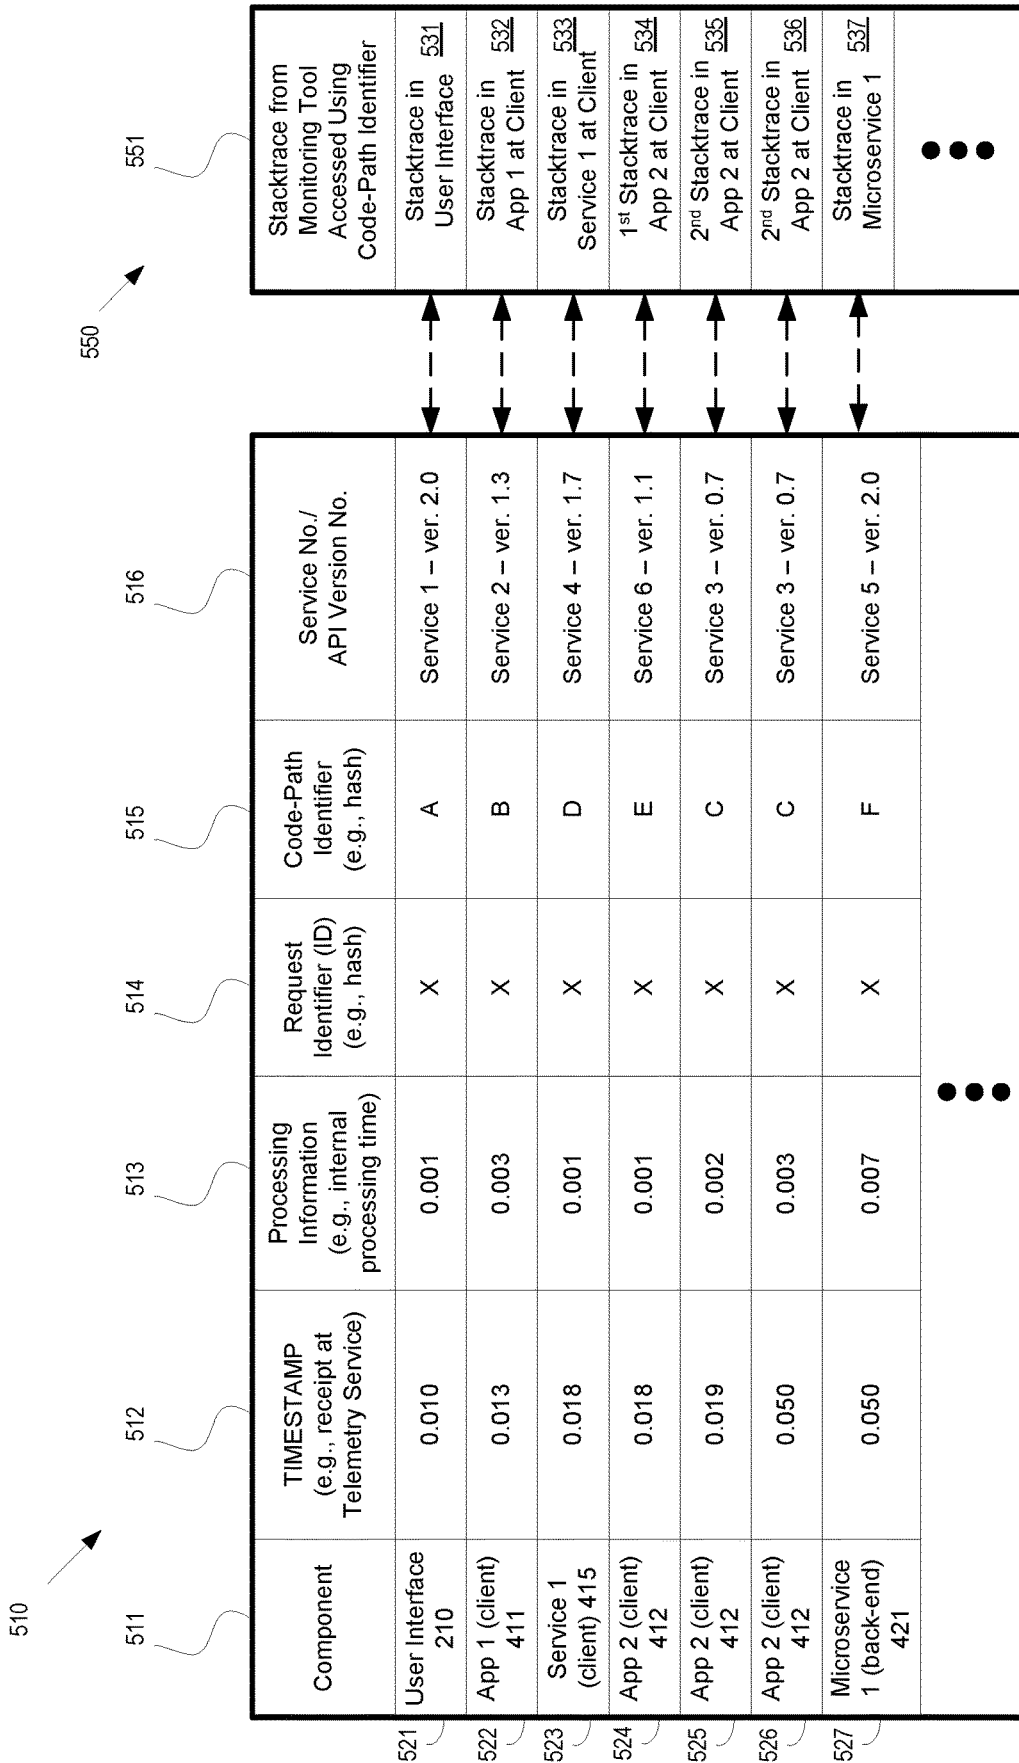 510
550
511
512
513
514
515
516
551
Component
TIMESTAMP
(e.g., receipt at
Telemetry Service)
Processing
Information
(e.g., internal
processing time)
Request
Identifier (ID)
(e.g., hash)
Code-Path
Identifier
(e.g., hash)
Service No./
API Version No.
Stacktrace from
Monitoring Tool
Accessed Using
Code-Path Identifier
521
User Interface
210
0.010
0.001
X
A
Service 1 – ver. 2.0
Stacktrace in
User Interface
531
522
App 1 (client)
411
0.013
0.003
X
B
Service 2 – ver. 1.3
Stacktrace in
App 1 at Client
532
523
Service 1
(client) 415
0.018
0.001
X
D
Service 4 – ver. 1.7
Stacktrace in
Service 1 at Client
533
524
App 2 (client)
412
0.018
0.001
X
E
Service 6 – ver. 1.1
1st Stacktrace in
App 2 at Client
534
525
App 2 (client)
412
0.019
0.002
X
C
Service 3 – ver. 0.7
2nd Stacktrace in
App 2 at Client
535
526
App 2 (client)
412
0.050
0.003
X
C
Service 3 – ver. 0.7
2nd Stacktrace in
App 2 at Client
536
527
Microservice
1 (back-end)
421
0.050
0.007
X
F
Service 5 – ver. 2.0
Stacktrace in
Microservice 1
537